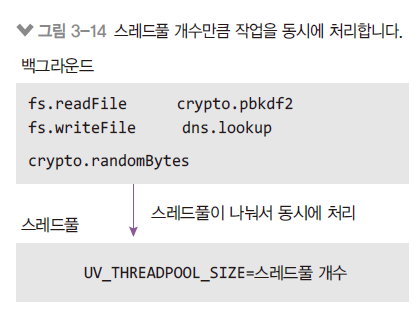 그림 3-14 스레드풀 개수만큼 작업을 동시에 처리합니다.
백그라운드
fs.readFile crypto.pbkdf2
fs.writeFile dns.lookup
crypto.randomBytes
스레드풀이 나눠서 동시에 처리
스레드풀
UV_THREADPOOL_SIZE=스레드풀 개수